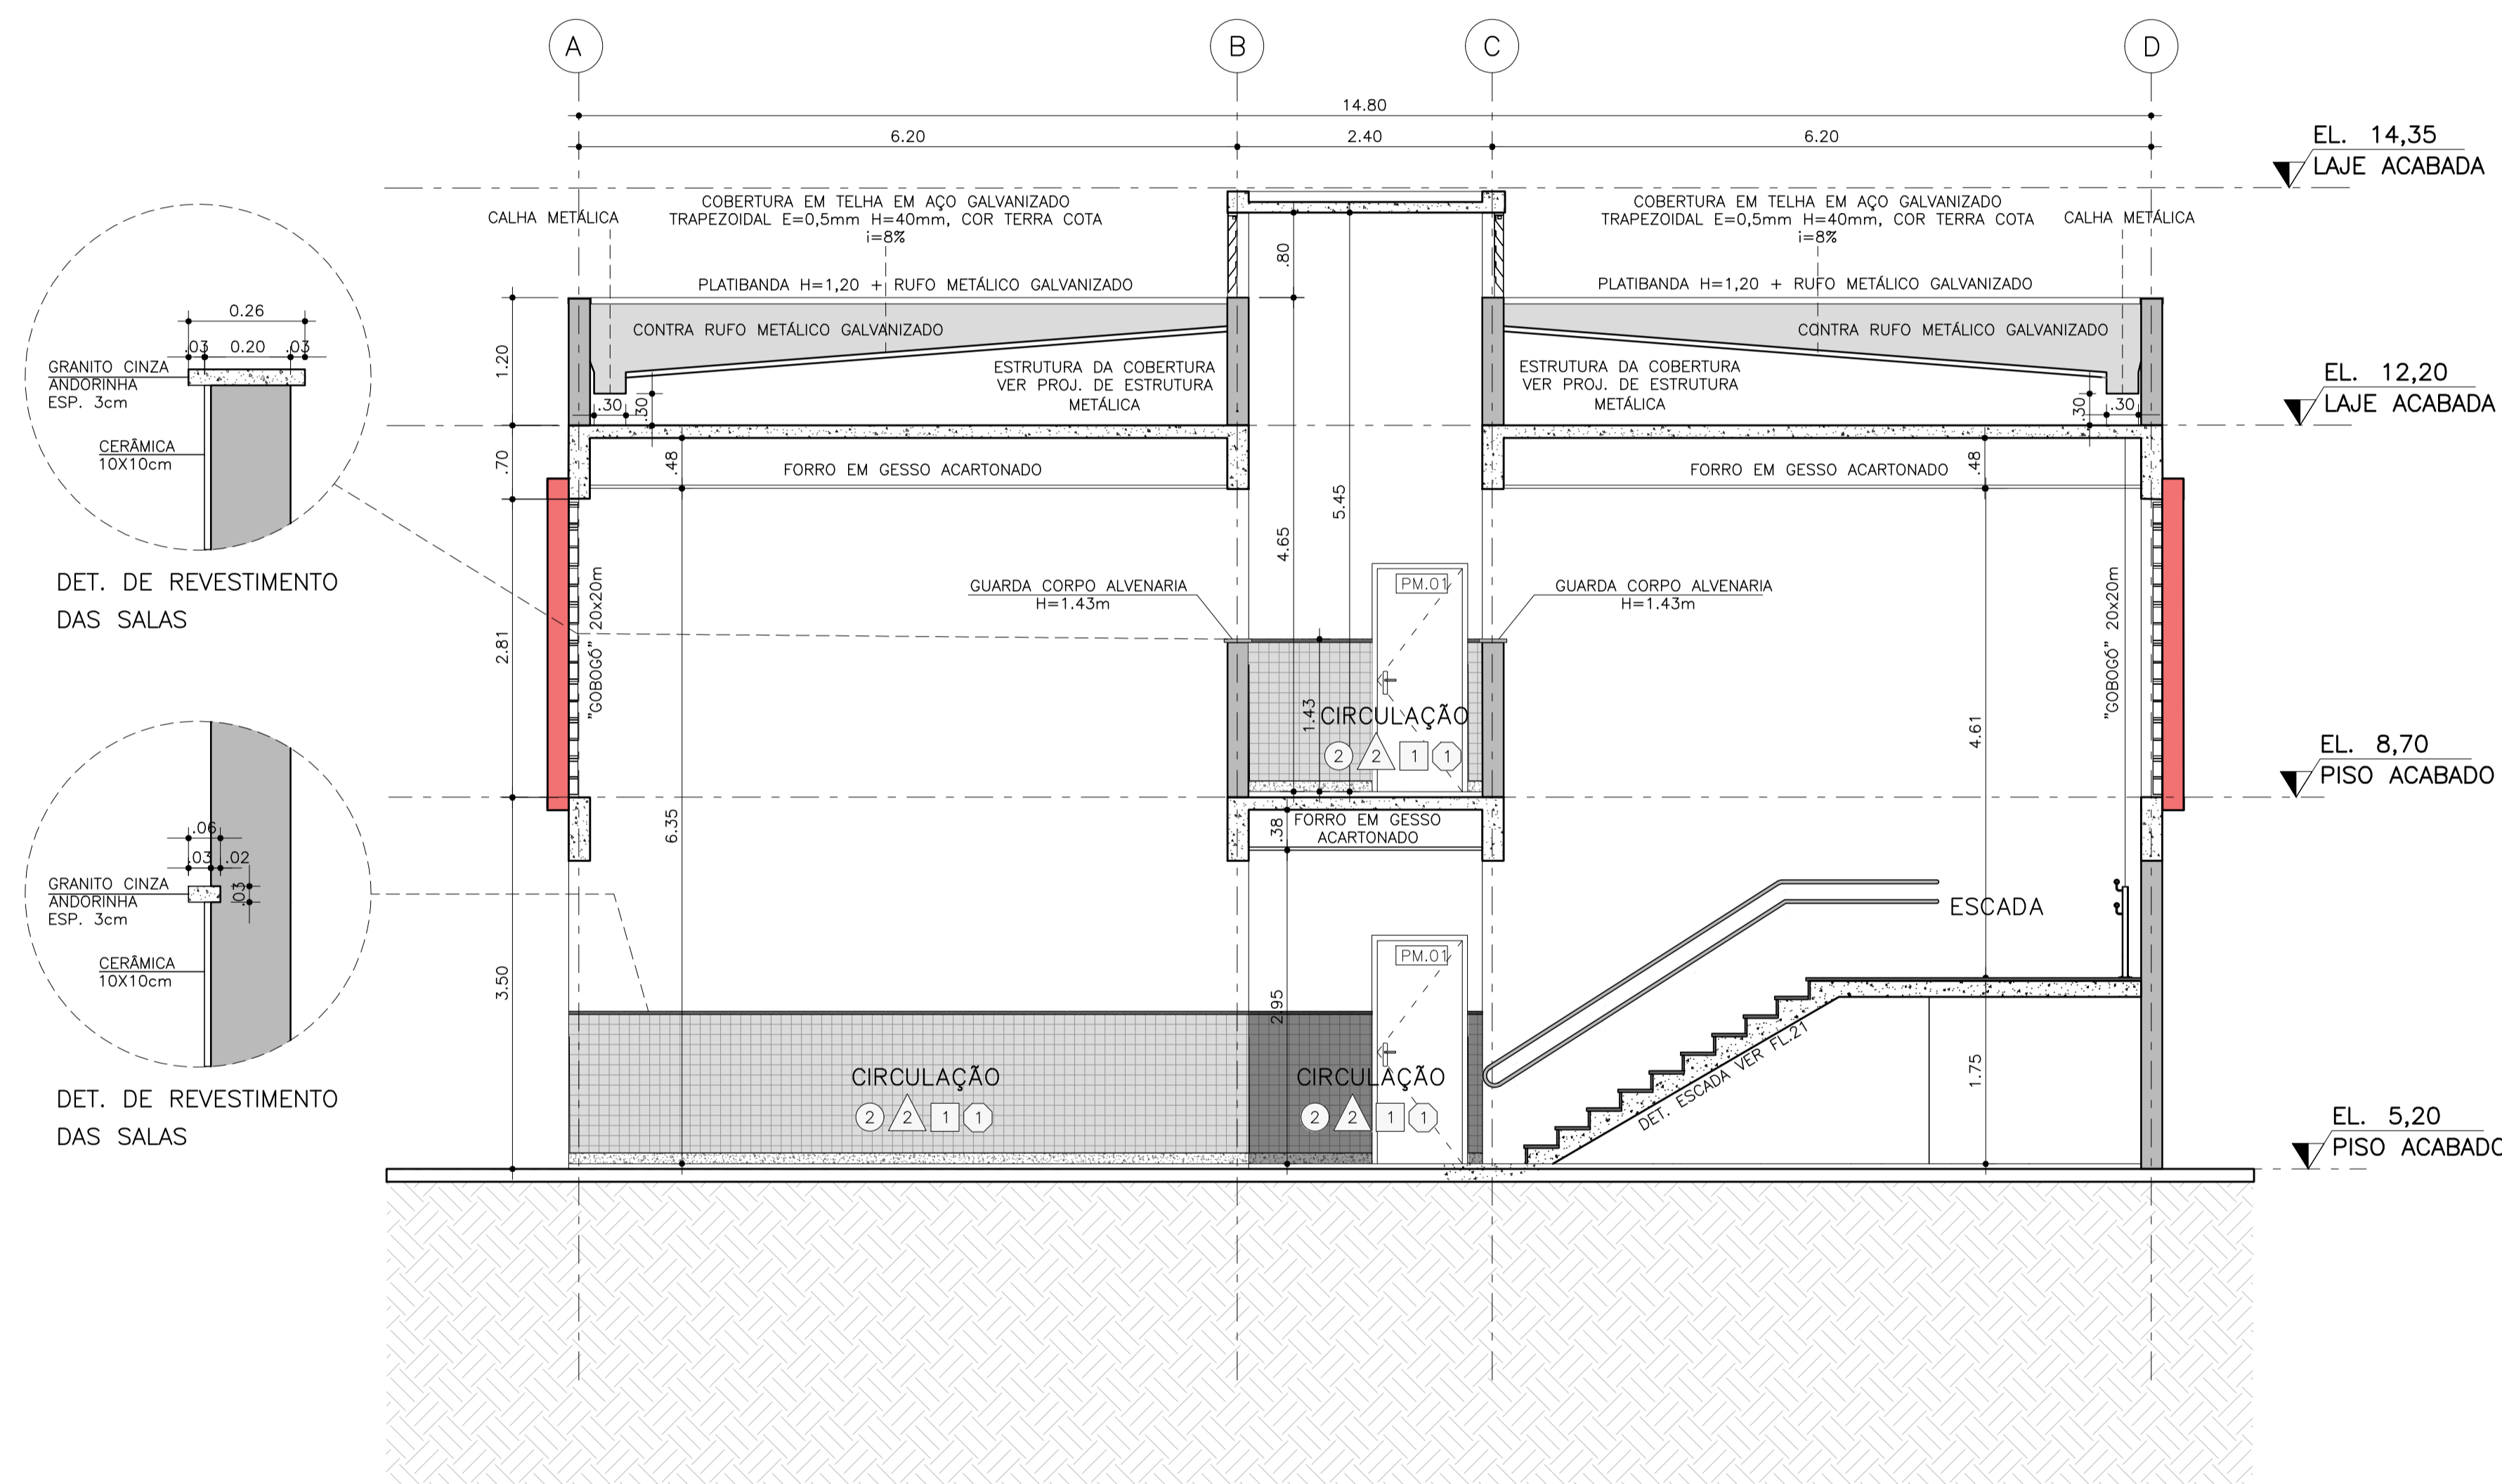 A
B
C
D
14.80
6.20
2.40
6.20
EL. 14,35
LAJE ACABADA
CALHA METÁLICA
COBERTURA EM TELHA EM AÇO GALVANIZADO
TRAPEZOIDAL E=0,5mm H=40mm, COR TERRA COTA
i=8%
COBERTURA EM TELHA EM AÇO GALVANIZADO
TRAPEZOIDAL E=0,5mm H=40mm, COR TERRA COTA
i=8%
CALHA METÁLICA
.80
PLATIBANDA H=1,20 + RUFO METÁLICO GALVANIZADO
PLATIBANDA H=1,20 + RUFO METÁLICO GALVANIZADO
CONTRA RUFO METÁLICO GALVANIZADO
CONTRA RUFO METÁLICO GALVANIZADO
1.20
ESTRUTURA DA COBERTURA
VER PROJ. DE ESTRUTURA
METÁLICA
ESTRUTURA DA COBERTURA
VER PROJ. DE ESTRUTURA
METÁLICA
.30
.30
.30
.30
EL. 12,20
LAJE ACABADA
0.26
.03
0.20
.03
GRANITO CINZA
ANDORINHA
ESP. 3cm
CERÂMICA
10X10cm
DET. DE REVESTIMENTO
DAS SALAS
.70
.48
FORRO EM GESSO ACARTONADO
FORRO EM GESSO ACARTONADO
.48
5.45
4.65
2.81
"GOBOGÓ" 20x20m
GUARDA CORPO ALVENARIA
H=1.43m
PM.01
GUARDA CORPO ALVENARIA
H=1.43m
"GOBOGÓ" 20x20m
1.43
CIRCULAÇÃO
2
2
1
1
4.61
EL. 8,70
PISO ACABADO
6.35
.38
FORRO EM GESSO
ACARTONADO
.06
.03
.02
.03
GRANITO CINZA
ANDORINHA
ESP. 3cm
CERÂMICA
10X10cm
DET. DE REVESTIMENTO
DAS SALAS
3.50
2.95
PM.01
ESCADA
CIRCULAÇÃO
2
2
1
1
CIRCULAÇÃO
2
2
1
1
DET. ESCADA VER FL.21
1.75
EL. 5,20
PISO ACABADO